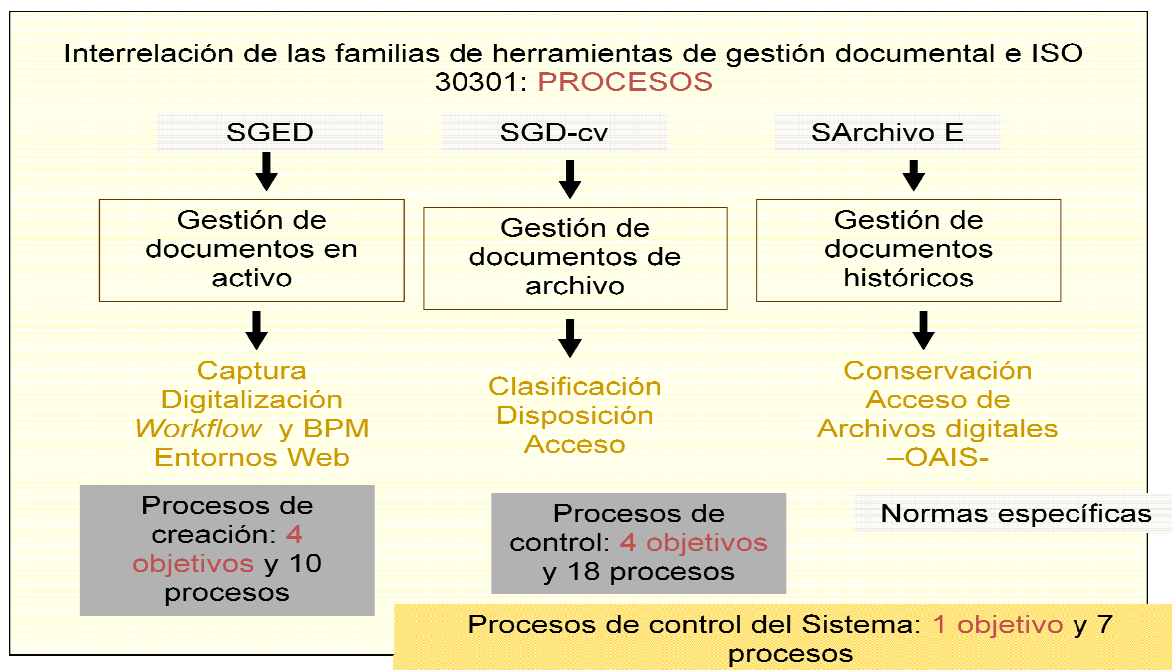 Interrelación de las familias de herramientas de gestión documental e ISO
30301: PROCESOS
SGED
SGD-cv
SArchivo E
Gestión de
documentos en
activo
Gestión de
documentos de
archivo
Gestión de
documentos
históricos
Captura
Digitalización
Workflow y BPM
Entornos Web
Clasificación
Disposición
Acceso
Conservación
Acceso de
Archivos digitales
–OAIS-
Procesos de
creación: 4
objetivos y 10
procesos
Procesos de
control: 4 objetivos
y 18 procesos
Normas específicas
Procesos de control del Sistema: 1 objetivo y 7
procesos